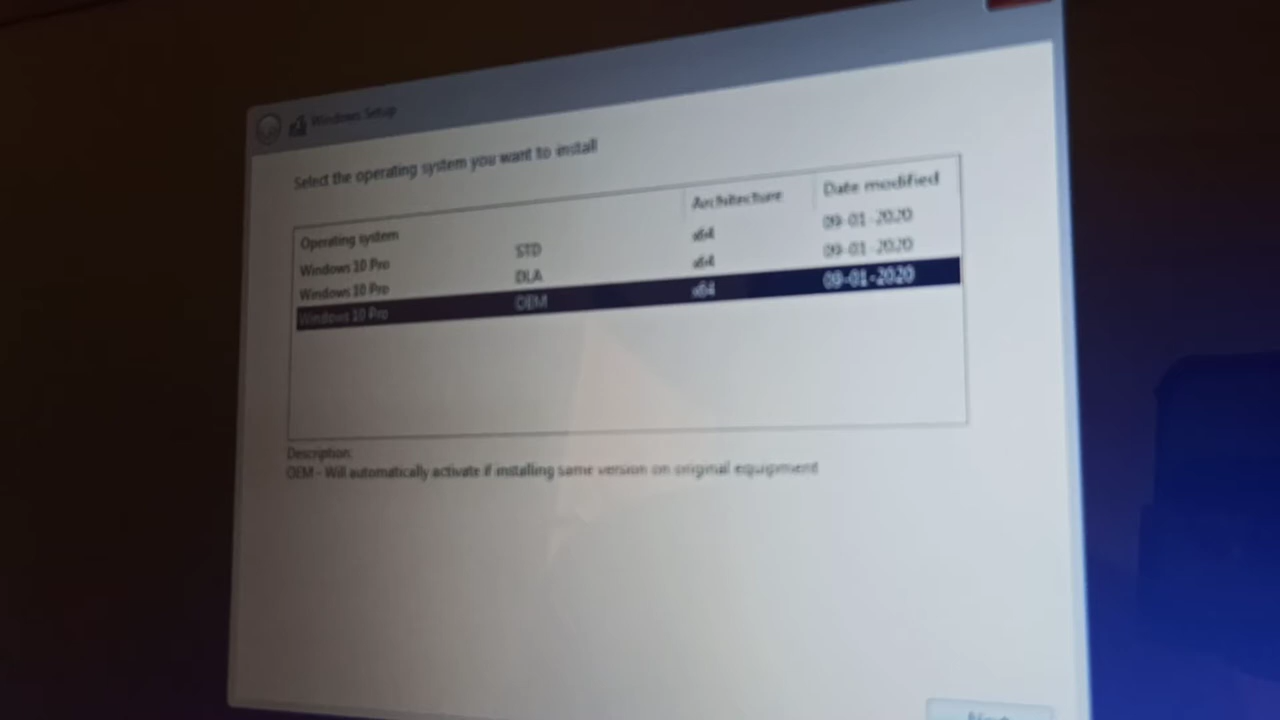 Windows Setup
Select the operating system you want to install
Operating system Architecture Date modified
Windows 10 Pro STD x64 09-01-2020
Windows 10 Pro DLA x64 09-01-2020
Windows 10 Pro OEM x64 09-01-2020
Description:
OEM - Will automatically activate if installing same version on original equipment
Next